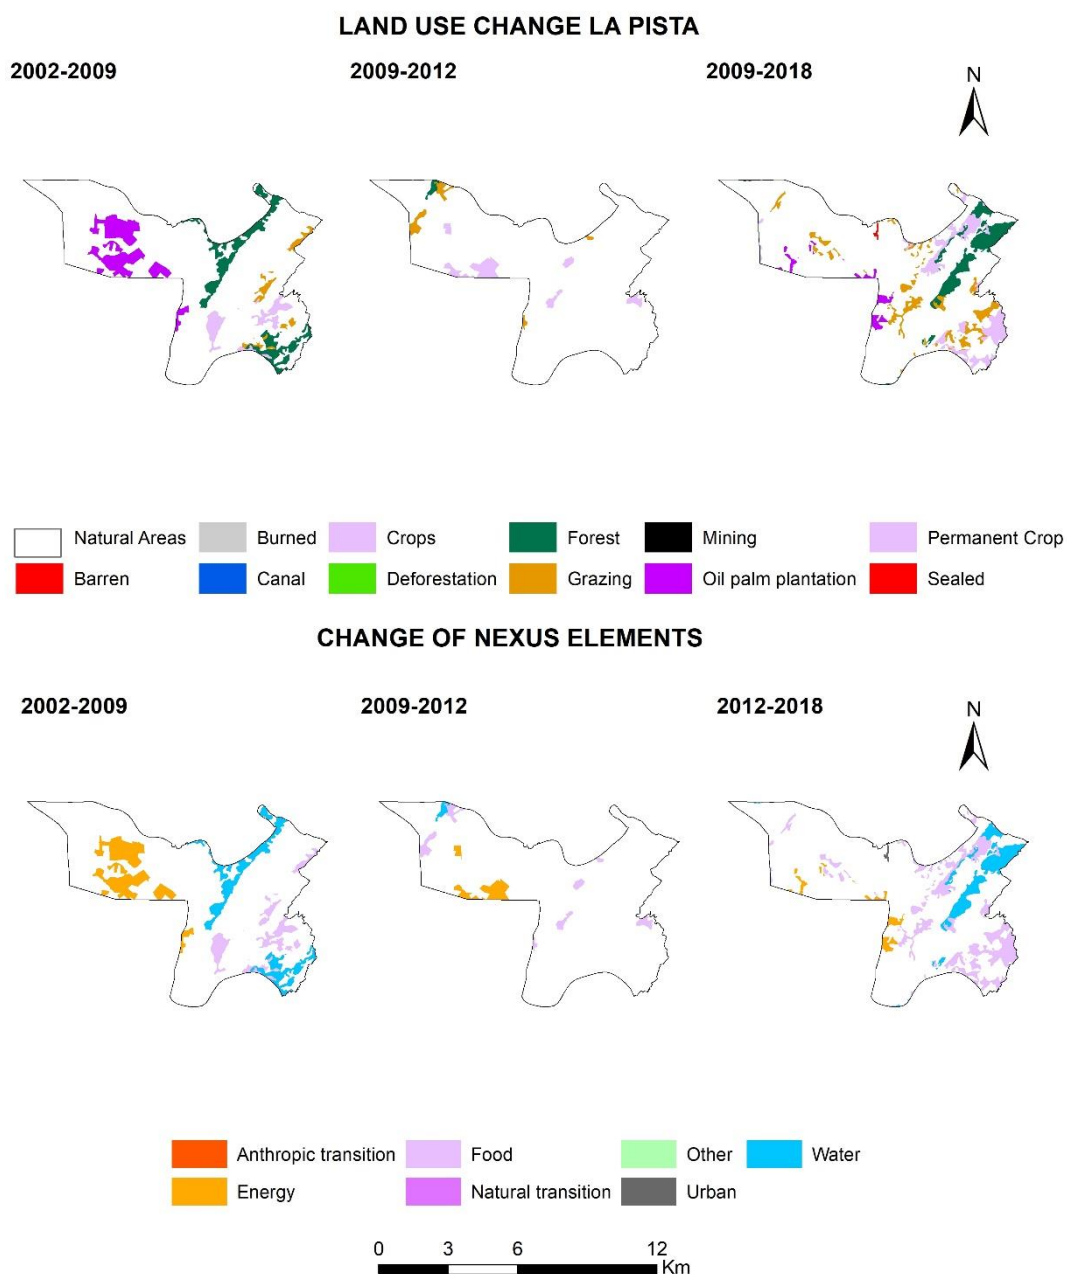 LAND USE CHANGE LA PISTA
2002-2009 2009-2012 2009-2018
N
Natural Areas Burned Crops Forest Mining Permanent Crop
Barren Canal Deforestation Grazing Oil palm plantation Sealed
CHANGE OF NEXUS ELEMENTS
2002-2009 2009-2012 2012-2018
N
Anthropic transition Food Other Water
Energy Natural transition Urban
0 3 6 12
Km